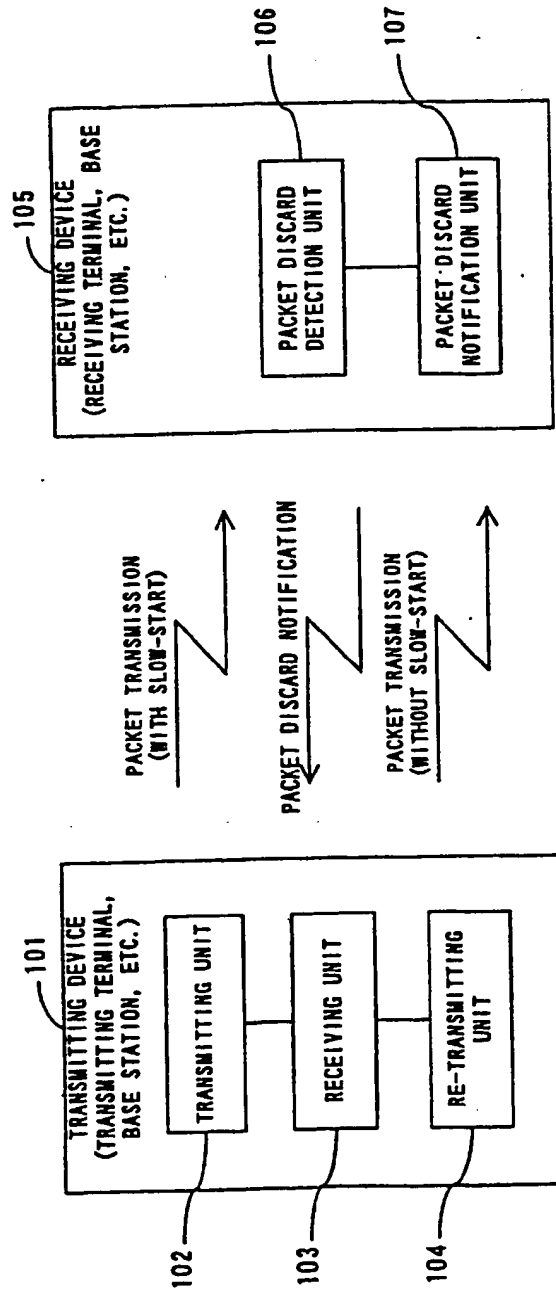 101
TRANSMITTING DEVICE
(TRANSMITTING TERMINAL,
BASE STATION, ETC.)
102
TRANSMITTING UNIT
103
RECEIVING UNIT
104
RE-TRANSMITTING
UNIT
PACKET TRANSMISSION
(WITH SLOW-START)
PACKET DISCARD NOTIFICATION
PACKET TRANSMISSION
(WITHOUT SLOW-START)
105
RECEIVING DEVICE
(RECEIVING TERMINAL, BASE
STATION, ETC.)
106
PACKET DISCARD
DETECTION UNIT
107
PACKET DISCARD
NOTIFICATION UNIT